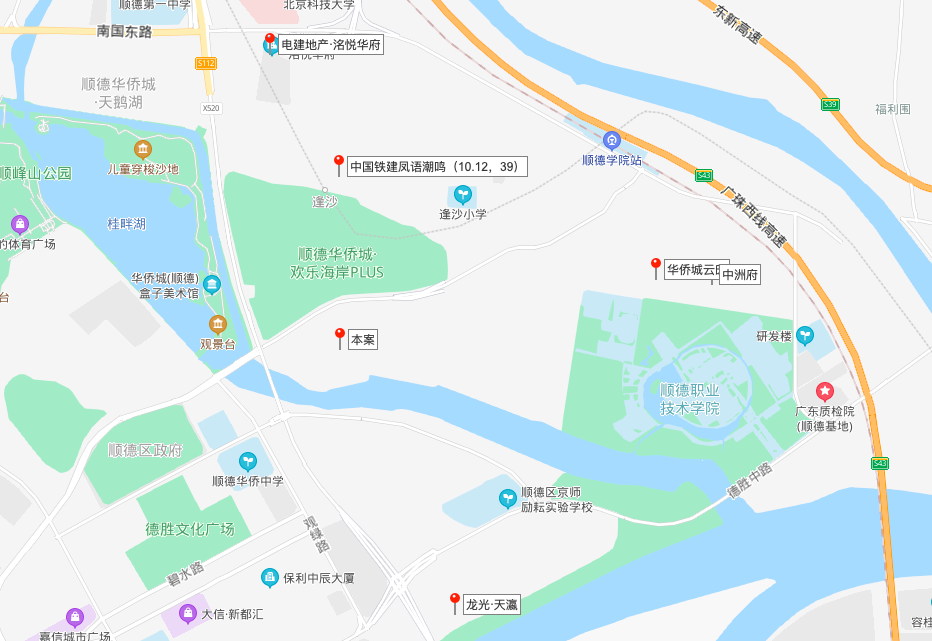 顺德第一中学
北京科技大学
南国东路
东新高速
电建地产·洺悦华府
洺悦华府
S112
顺德华侨城
·天鹅湖
X520
S39
福利围
顺德学院站
中国铁建凤语潮鸣（10.12，39）
儿童穿梭沙地
顺峰山公园
S43
逢沙
逢沙小学
广珠西线高速
桂畔湖
的体育广场
顺德华侨城·
欢乐海岸PLUS
华侨城云邸
中洲府
华侨城(顺德)
盒子美术馆
台
观景台
本案
研发楼
顺德职业
技术学院
广东质检院
(顺德基地)
顺德区政府
顺德华侨中学
S43
德胜中路
顺德区京师
励耘实验学校
德胜文化广场
观绿路
碧水路
保利中辰大厦
龙光·天瀛
大信·新都汇
嘉信城市广场
容桂